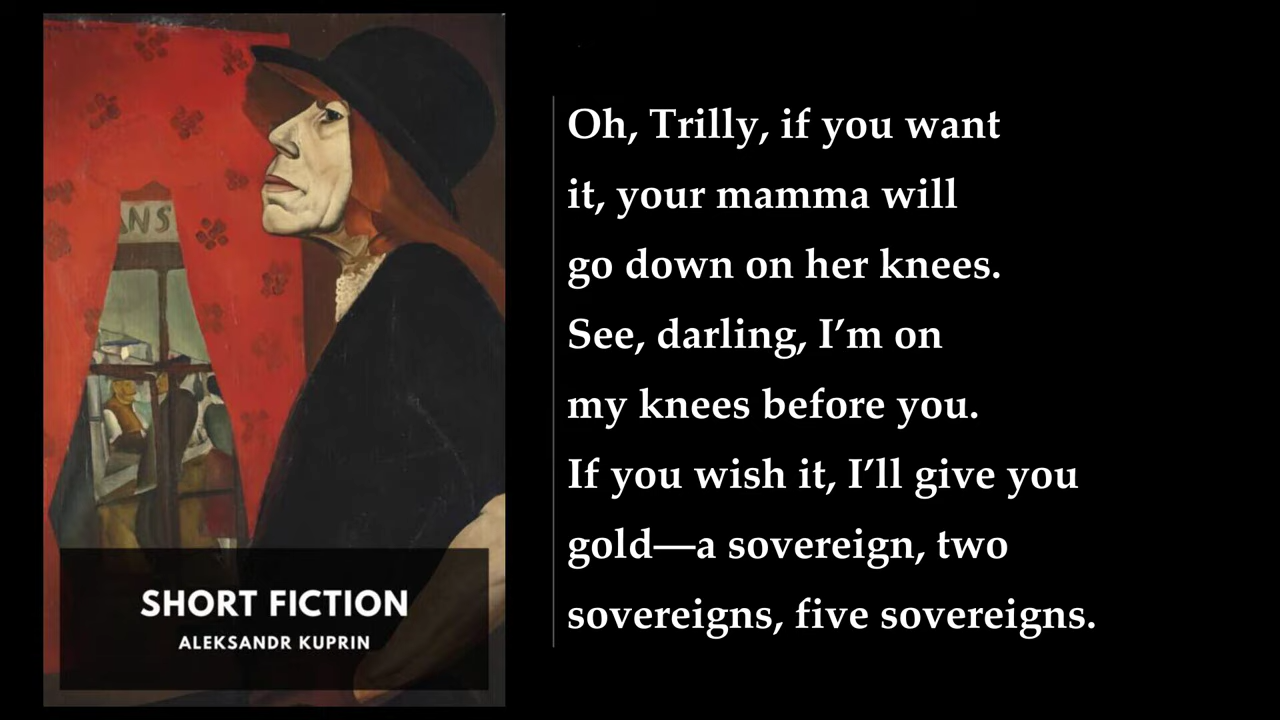 ANS
SHORT FICTION
ALEKSANDR KUPRIN
Oh, Trilly, if you want
it, your mamma will
go down on her knees.
See, darling, I’m on
my knees before you.
If you wish it, I’ll give you
gold—a sovereign, two
sovereigns, five sovereigns.